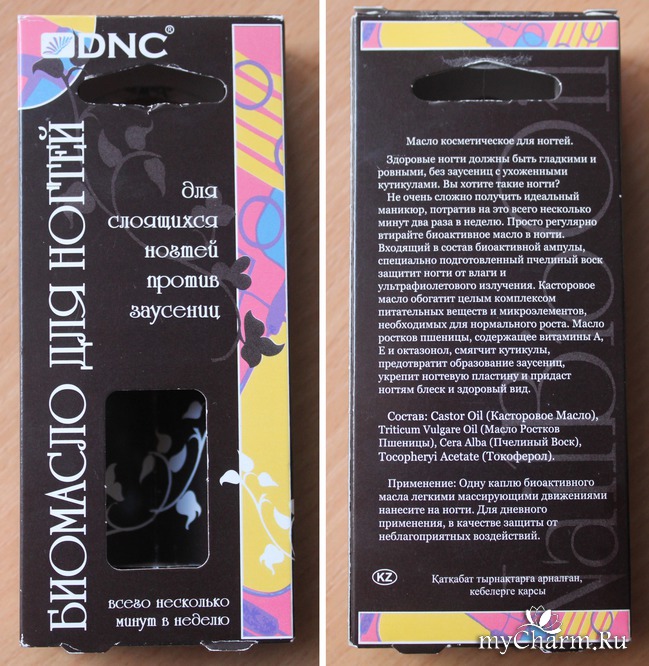 DNC®
БИОМАСЛО ДЛЯ НОГТЕЙ
для
слоящихся
ногтей
против
заусениц
всего несколько
минут в неделю
Nail Bio Oil
Масло косметическое для ногтей.
Здоровые ногти должны быть гладкими и
ровными, без заусениц с ухоженными
кутикулами. Вы хотите такие ногти?
Не очень сложно получить идеальный
маникюр, потратив на это всего несколько
минут два раза в неделю. Просто регулярно
втирайте биоактивное масло в ногти.
Входящий в состав биоактивной ампулы,
специально подготовленный пчелиный воск
защитит ногти от влаги и
ультрафиолетового излучения. Касторовое
масло обогатит целым комплексом
питательных веществ и микроэлементов,
необходимых для нормального роста. Масло
ростков пшеницы, содержащее витамины А,
Е и октазонол, смягчит кутикулы,
предотвратит образование заусениц,
укрепит ногтевую пластину и придаст
ногтям блеск и здоровый вид.
Состав: Castor Oil (Касторовое Масло),
Triticum Vulgare Oil (Масло Ростков
Пшеницы), Cera Alba (Пчелиный Воск),
Tocopheryi Acetate (Токоферол).
Применение: Одну каплю биоактивного
масла легкими массирующими движениями
нанесите на ногти. Для дневного
применения, в качестве защиты от
неблагоприятных воздействий.
KZ
Қатқабат тырнақтарға арналған,
кебелерге қарсы
myCharm.Ru